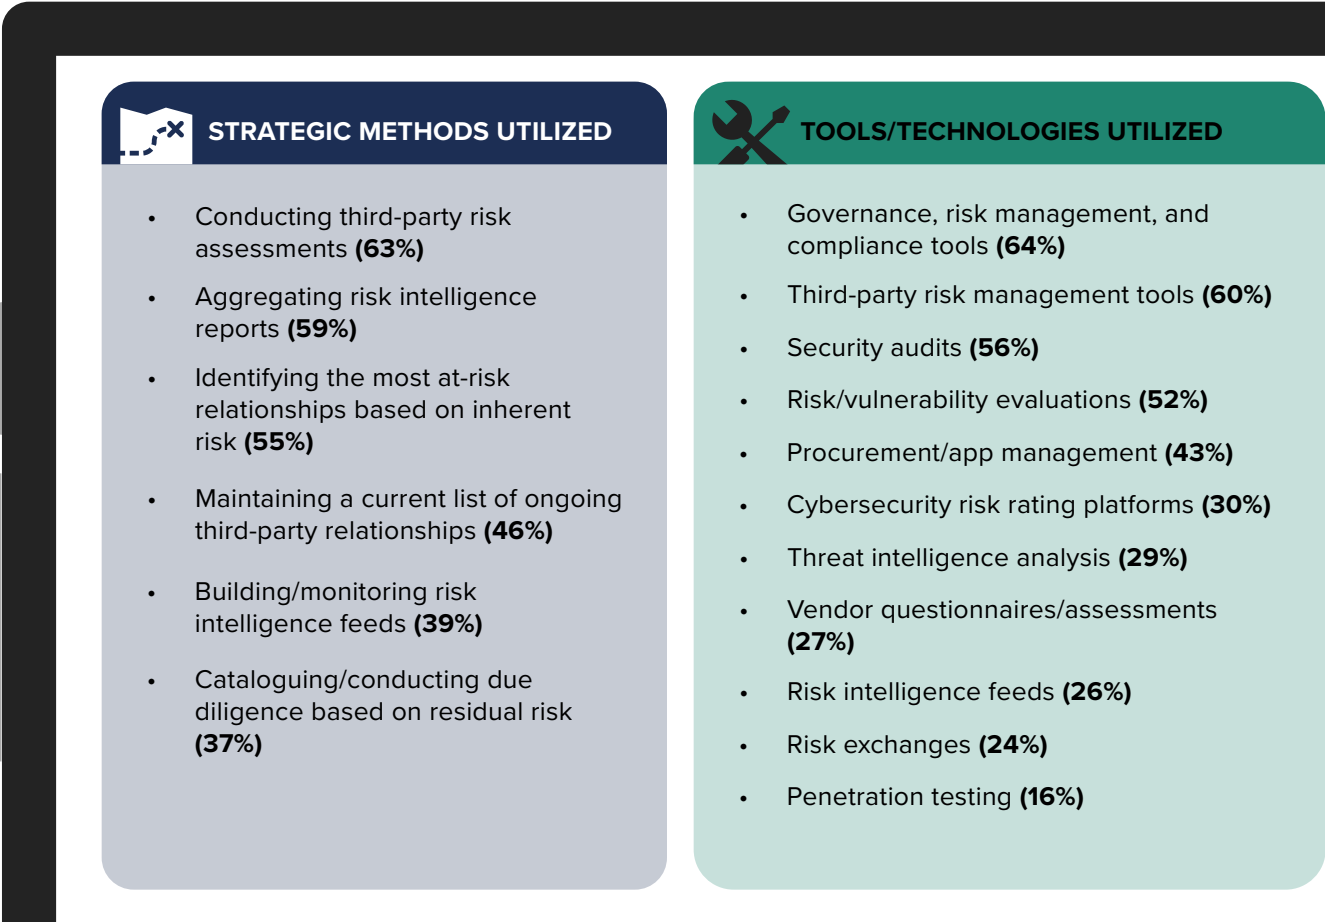 STRATEGIC METHODS UTILIZED
• Conducting third-party risk
assessments (63%)
• Aggregating risk intelligence
reports (59%)
• Identifying the most at-risk
relationships based on inherent
risk (55%)
• Maintaining a current list of ongoing
third-party relationships (46%)
• Building/monitoring risk
intelligence feeds (39%)
• Cataloguing/conducting due
diligence based on residual risk
(37%)
TOOLS/TECHNOLOGIES UTILIZED
• Governance, risk management, and
compliance tools (64%)
• Third-party risk management tools (60%)
• Security audits (56%)
• Risk/vulnerability evaluations (52%)
• Procurement/app management (43%)
• Cybersecurity risk rating platforms (30%)
• Threat intelligence analysis (29%)
• Vendor questionnaires/assessments
(27%)
• Risk intelligence feeds (26%)
• Risk exchanges (24%)
• Penetration testing (16%)